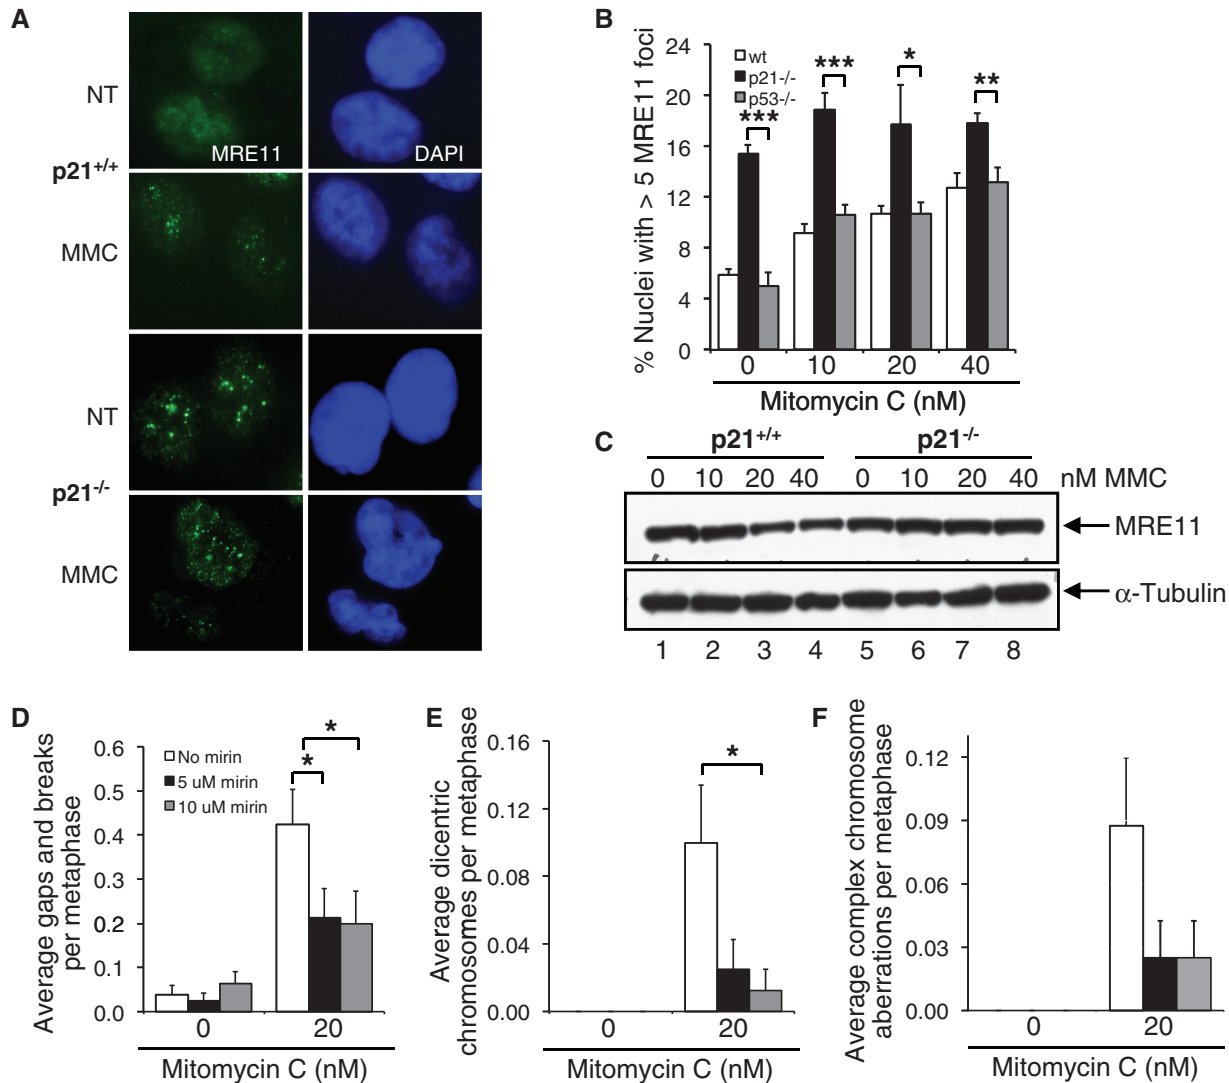 A
NT
p21+/+
MMC
NT
p21-/-
MMC
MRE11
DAPI
B
% Nuclei with > 5 MRE11 foci
24
20
16
12
8
4
0
wt
p21-/-
p53-/-
***
***
*
**
0 10 20 40
Mitomycin C (nM)
C
p21+/+ p21-/-
0 10 20 40 0 10 20 40 nM MMC
MRE11
α-Tubulin
1 2 3 4 5 6 7 8
D
Average gaps and breaks
per metaphase
0.6
0.5
0.4
0.3
0.2
0.1
0.0
No mirin
5 uM mirin
10 uM mirin
*
*
0 20
Mitomycin C (nM)
E
Average dicentric
chromosomes per metaphase
0.16
0.12
0.08
0.04
0.00
*
0 20
Mitomycin C (nM)
F
Average complex chromosome
aberrations per metaphase
0.12
0.09
0.06
0.03
0.00
0 20
Mitomycin C (nM)